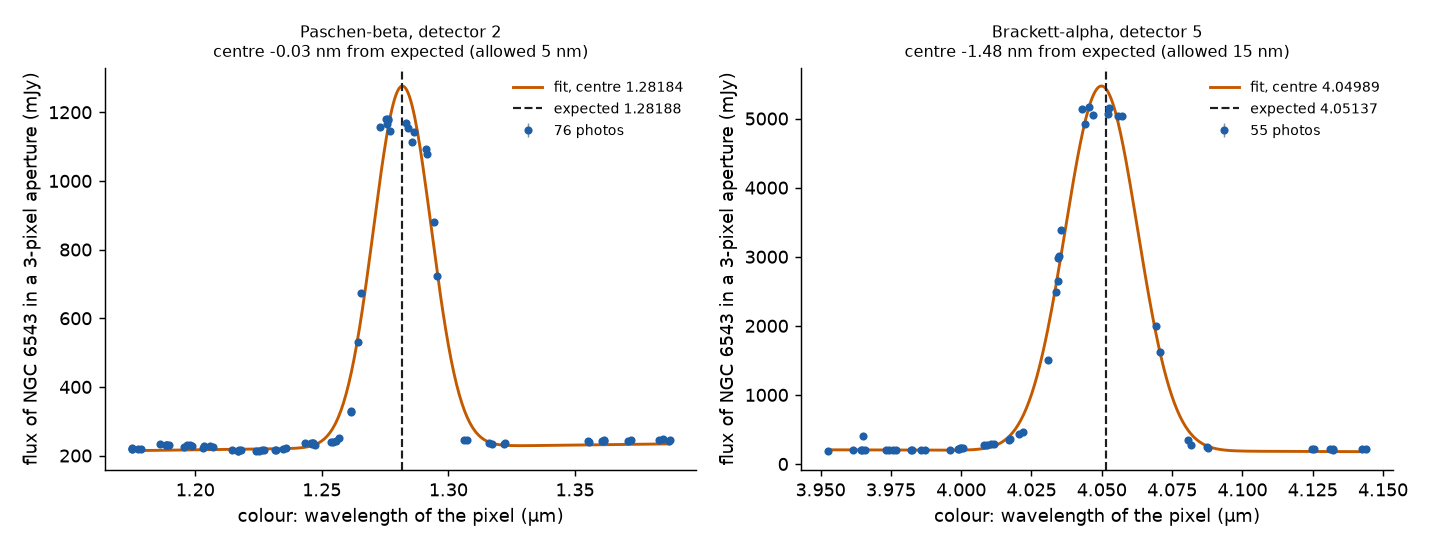 Paschen-beta, detector 2
centre -0.03 nm from expected (allowed 5 nm)
flux of NGC 6543 in a 3-pixel aperture (mJy)
1200
1000
800
600
400
200
fit, centre 1.28184
expected 1.28188
76 photos
1.20
1.25
1.30
1.35
colour: wavelength of the pixel (µm)
Brackett-alpha, detector 5
centre -1.48 nm from expected (allowed 15 nm)
flux of NGC 6543 in a 3-pixel aperture (mJy)
5000
4000
3000
2000
1000
0
fit, centre 4.04989
expected 4.05137
55 photos
3.950
3.975
4.000
4.025
4.050
4.075
4.100
4.125
4.150
colour: wavelength of the pixel (µm)